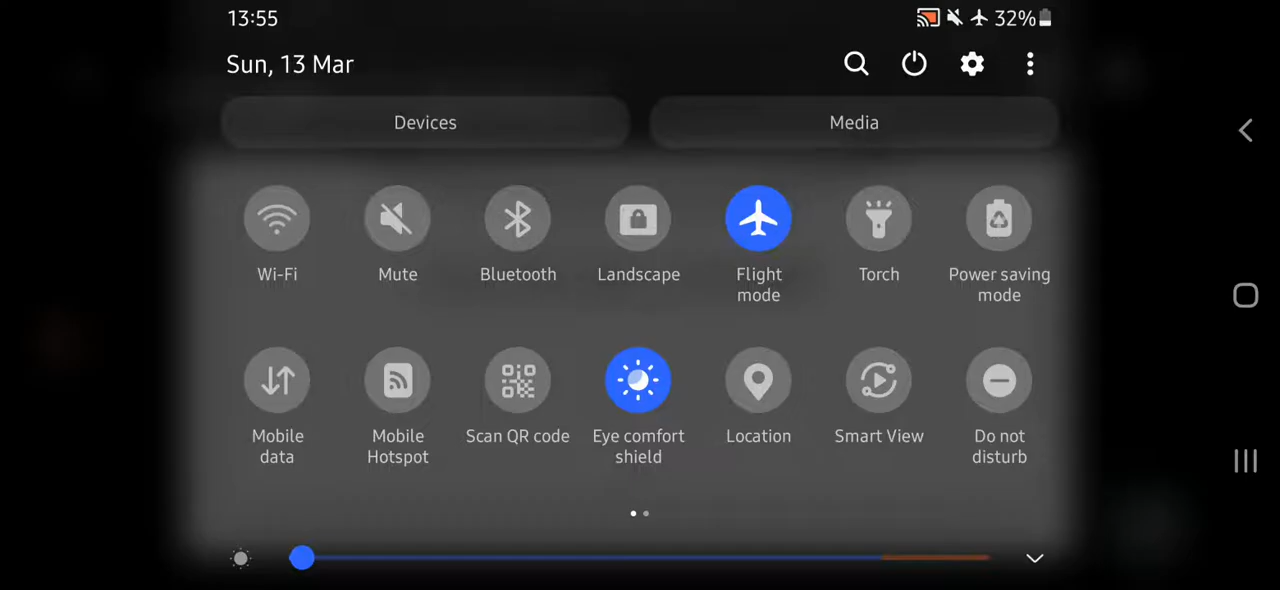 13:55
32%
Sun, 13 Mar
Devices
Media
Wi-Fi
Mute
Bluetooth
Landscape
Flight
mode
Torch
Power saving
mode
Mobile
data
Mobile
Hotspot
Scan QR code
Eye comfort
shield
Location
Smart View
Do not
disturb